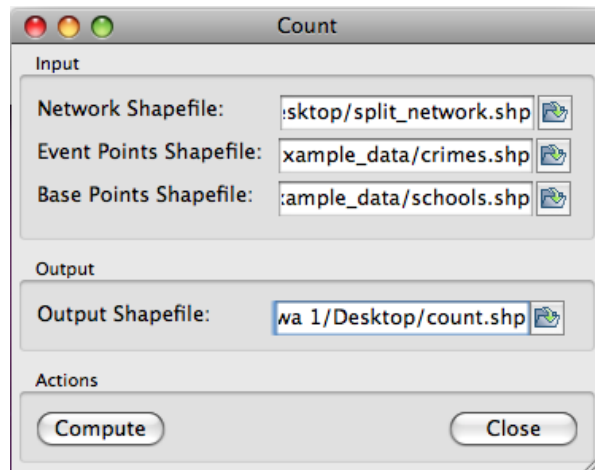 Count
Input
Network Shapefile: sktop/split_network.shp
Event Points Shapefile: xample_data/crimes.shp
Base Points Shapefile: ample_data/schools.shp
Output
Output Shapefile: wa 1/Desktop/count.shp
Actions
Compute Close